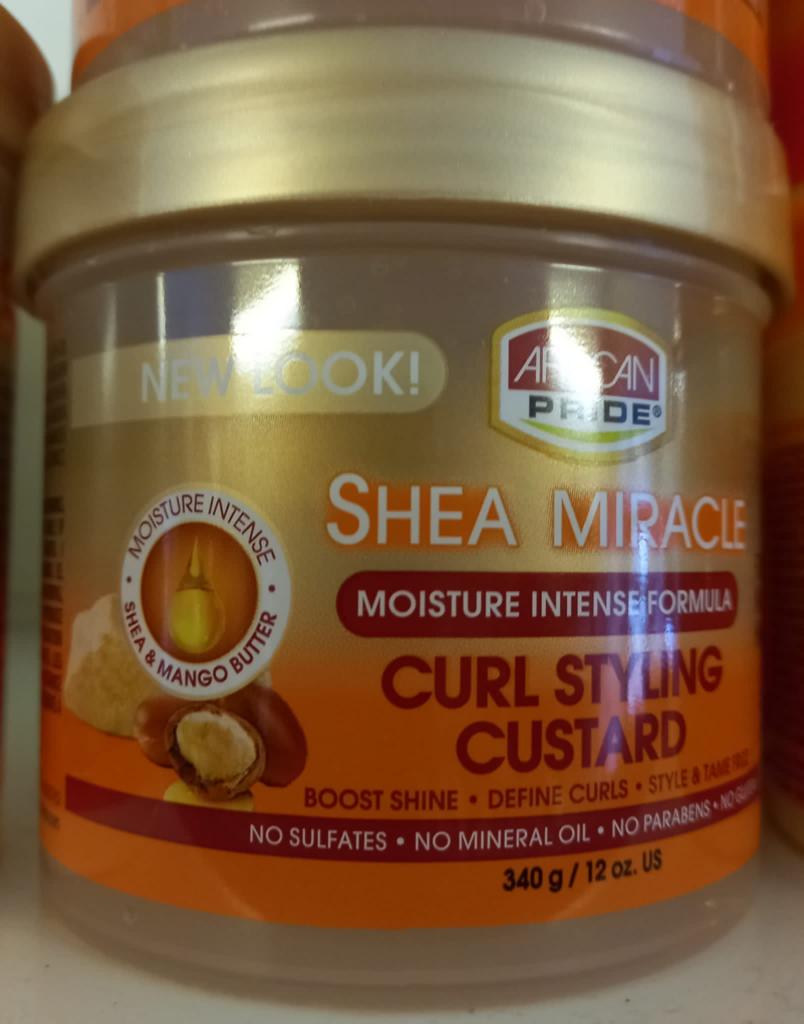 NEW LOOK!
AFRICAN
PRIDE®
SHEA MIRACLE
MOISTURE INTENSE
SHEA & MANGO BUTTER
MOISTURE INTENSE FORMULA
CURL STYLING
CUSTARD
BOOST SHINE • DEFINE CURLS • STYLE & TAME
NO SULFATES • NO MINERAL OIL • NO PARABENS • NO
340 g / 12 oz. US